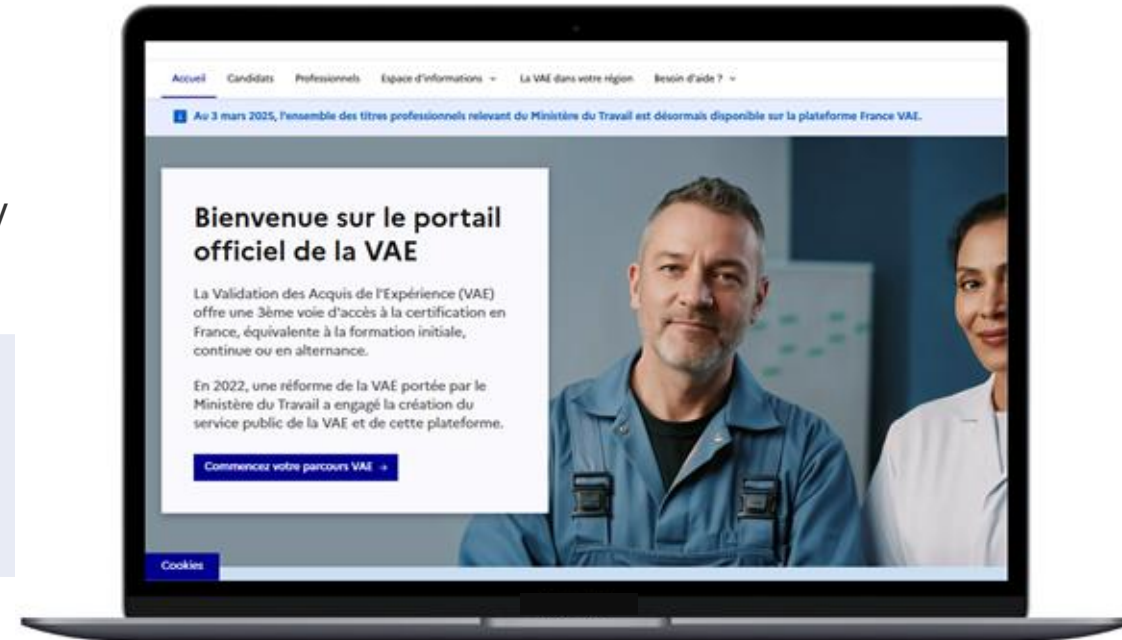 Accueil Candidats Professionnels Espace d'informations La VAE dans votre région Besoin d'aide ?
i Au 3 mars 2025, l'ensemble des titres professionnels relevant du Ministère du Travail est désormais disponible sur la plateforme France VAE.
Bienvenue sur le portail
officiel de la VAE
La Validation des Acquis de l'Expérience (VAE)
offre une 3ème voie d'accès à la certification en
France, équivalente à la formation initiale,
continue ou en alternance.
En 2022, une réforme de la VAE portée par le
Ministère du Travail a engagé la création du
service public de la VAE et de cette plateforme.
Commencez votre parcours VAE →
Cookies